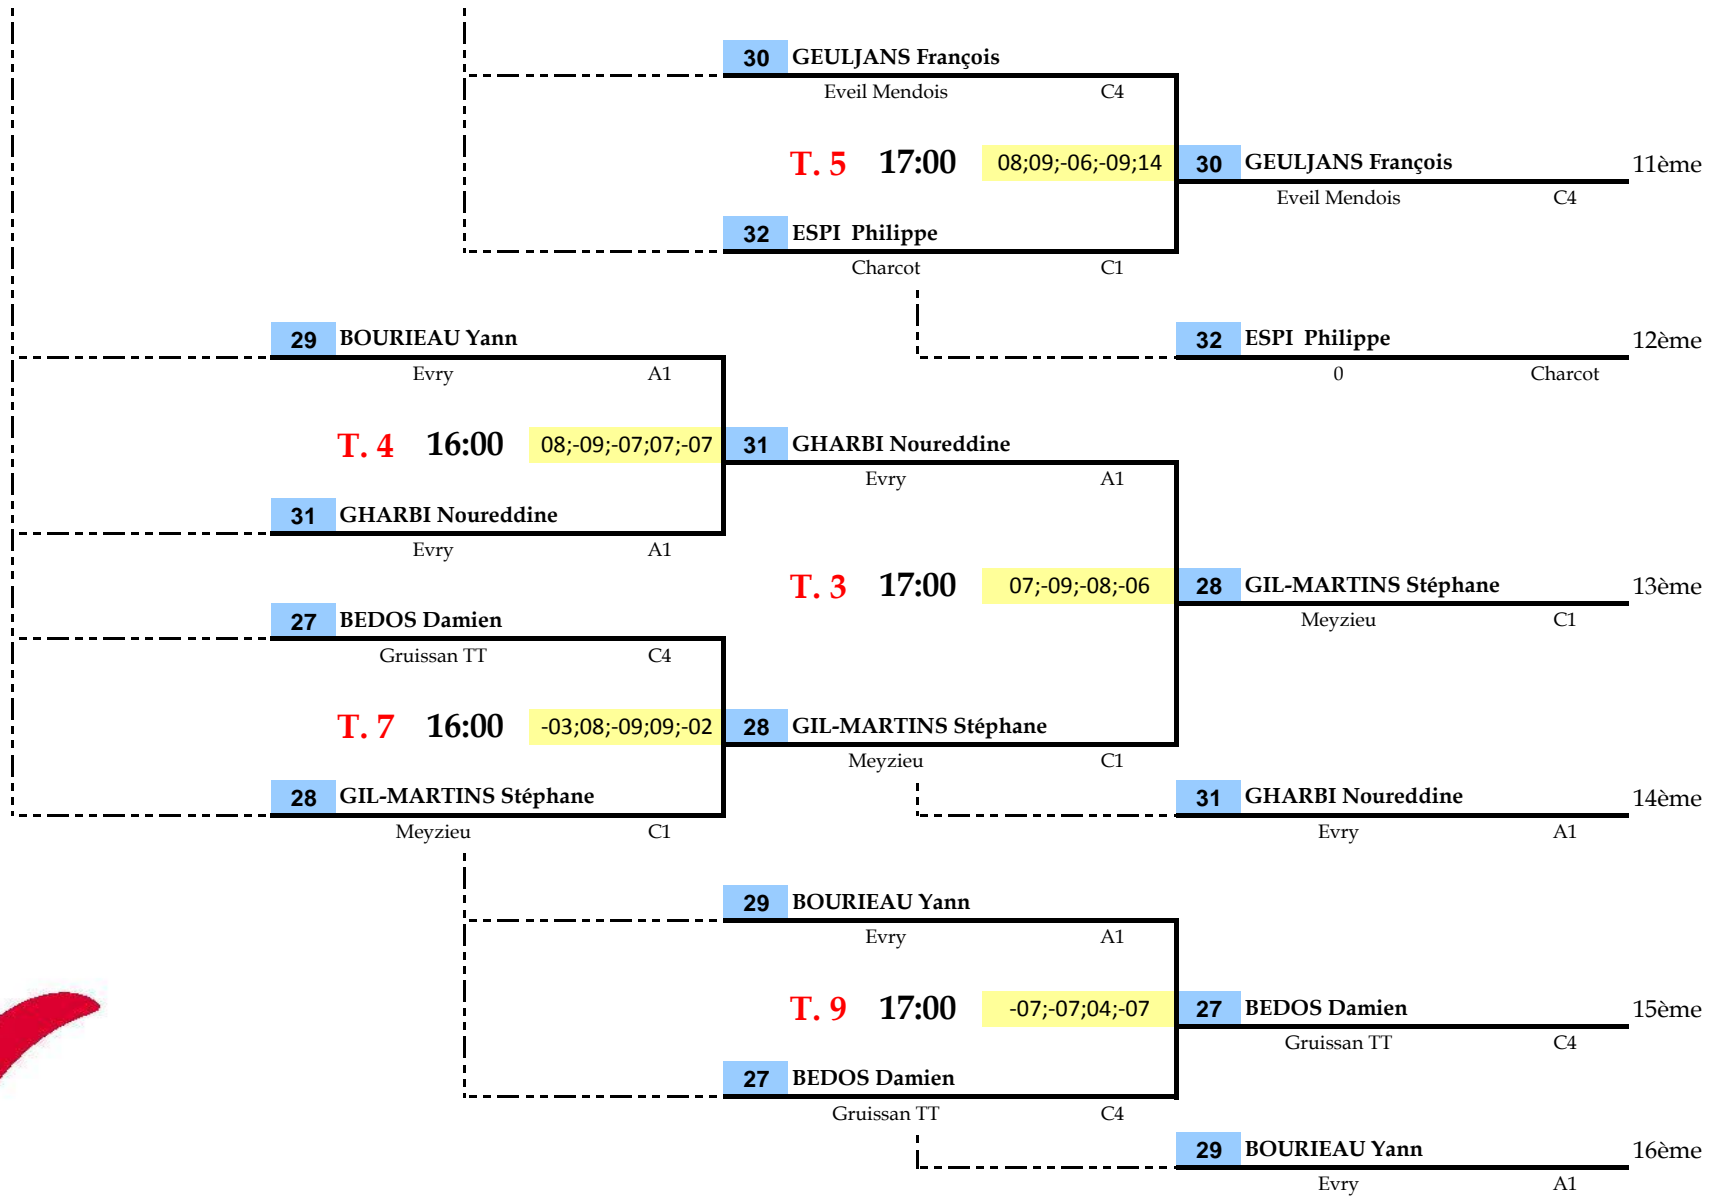 30 GEULJANS François
Eveil Mendois C4
T. 5 17:00 08;09;-06;-09;14 30 GEULJANS François 11ème
Eveil Mendois C4
32 ESPI  Philippe
Charcot C1
29 BOURIEAU Yann 32 ESPI  Philippe 12ème
Evry A1 0 Charcot
T. 4 16:00 08;-09;-07;07;-07 31 GHARBI Noureddine
Evry A1
31 GHARBI Noureddine
Evry A1
T. 3 17:00 07;-09;-08;-06 28 GIL-MARTINS Stéphane 13ème
27 BEDOS Damien Meyzieu C1
Gruissan TT C4
T. 7 16:00 -03;08;-09;09;-02 28 GIL-MARTINS Stéphane
Meyzieu C1
28 GIL-MARTINS Stéphane 31 GHARBI Noureddine 14ème
Meyzieu C1 Evry A1
29 BOURIEAU Yann
Evry A1
T. 9 17:00 -07;-07;04;-07 27 BEDOS Damien 15ème
Gruissan TT C4
27 BEDOS Damien
Gruissan TT C4
29 BOURIEAU Yann 16ème
Evry A1